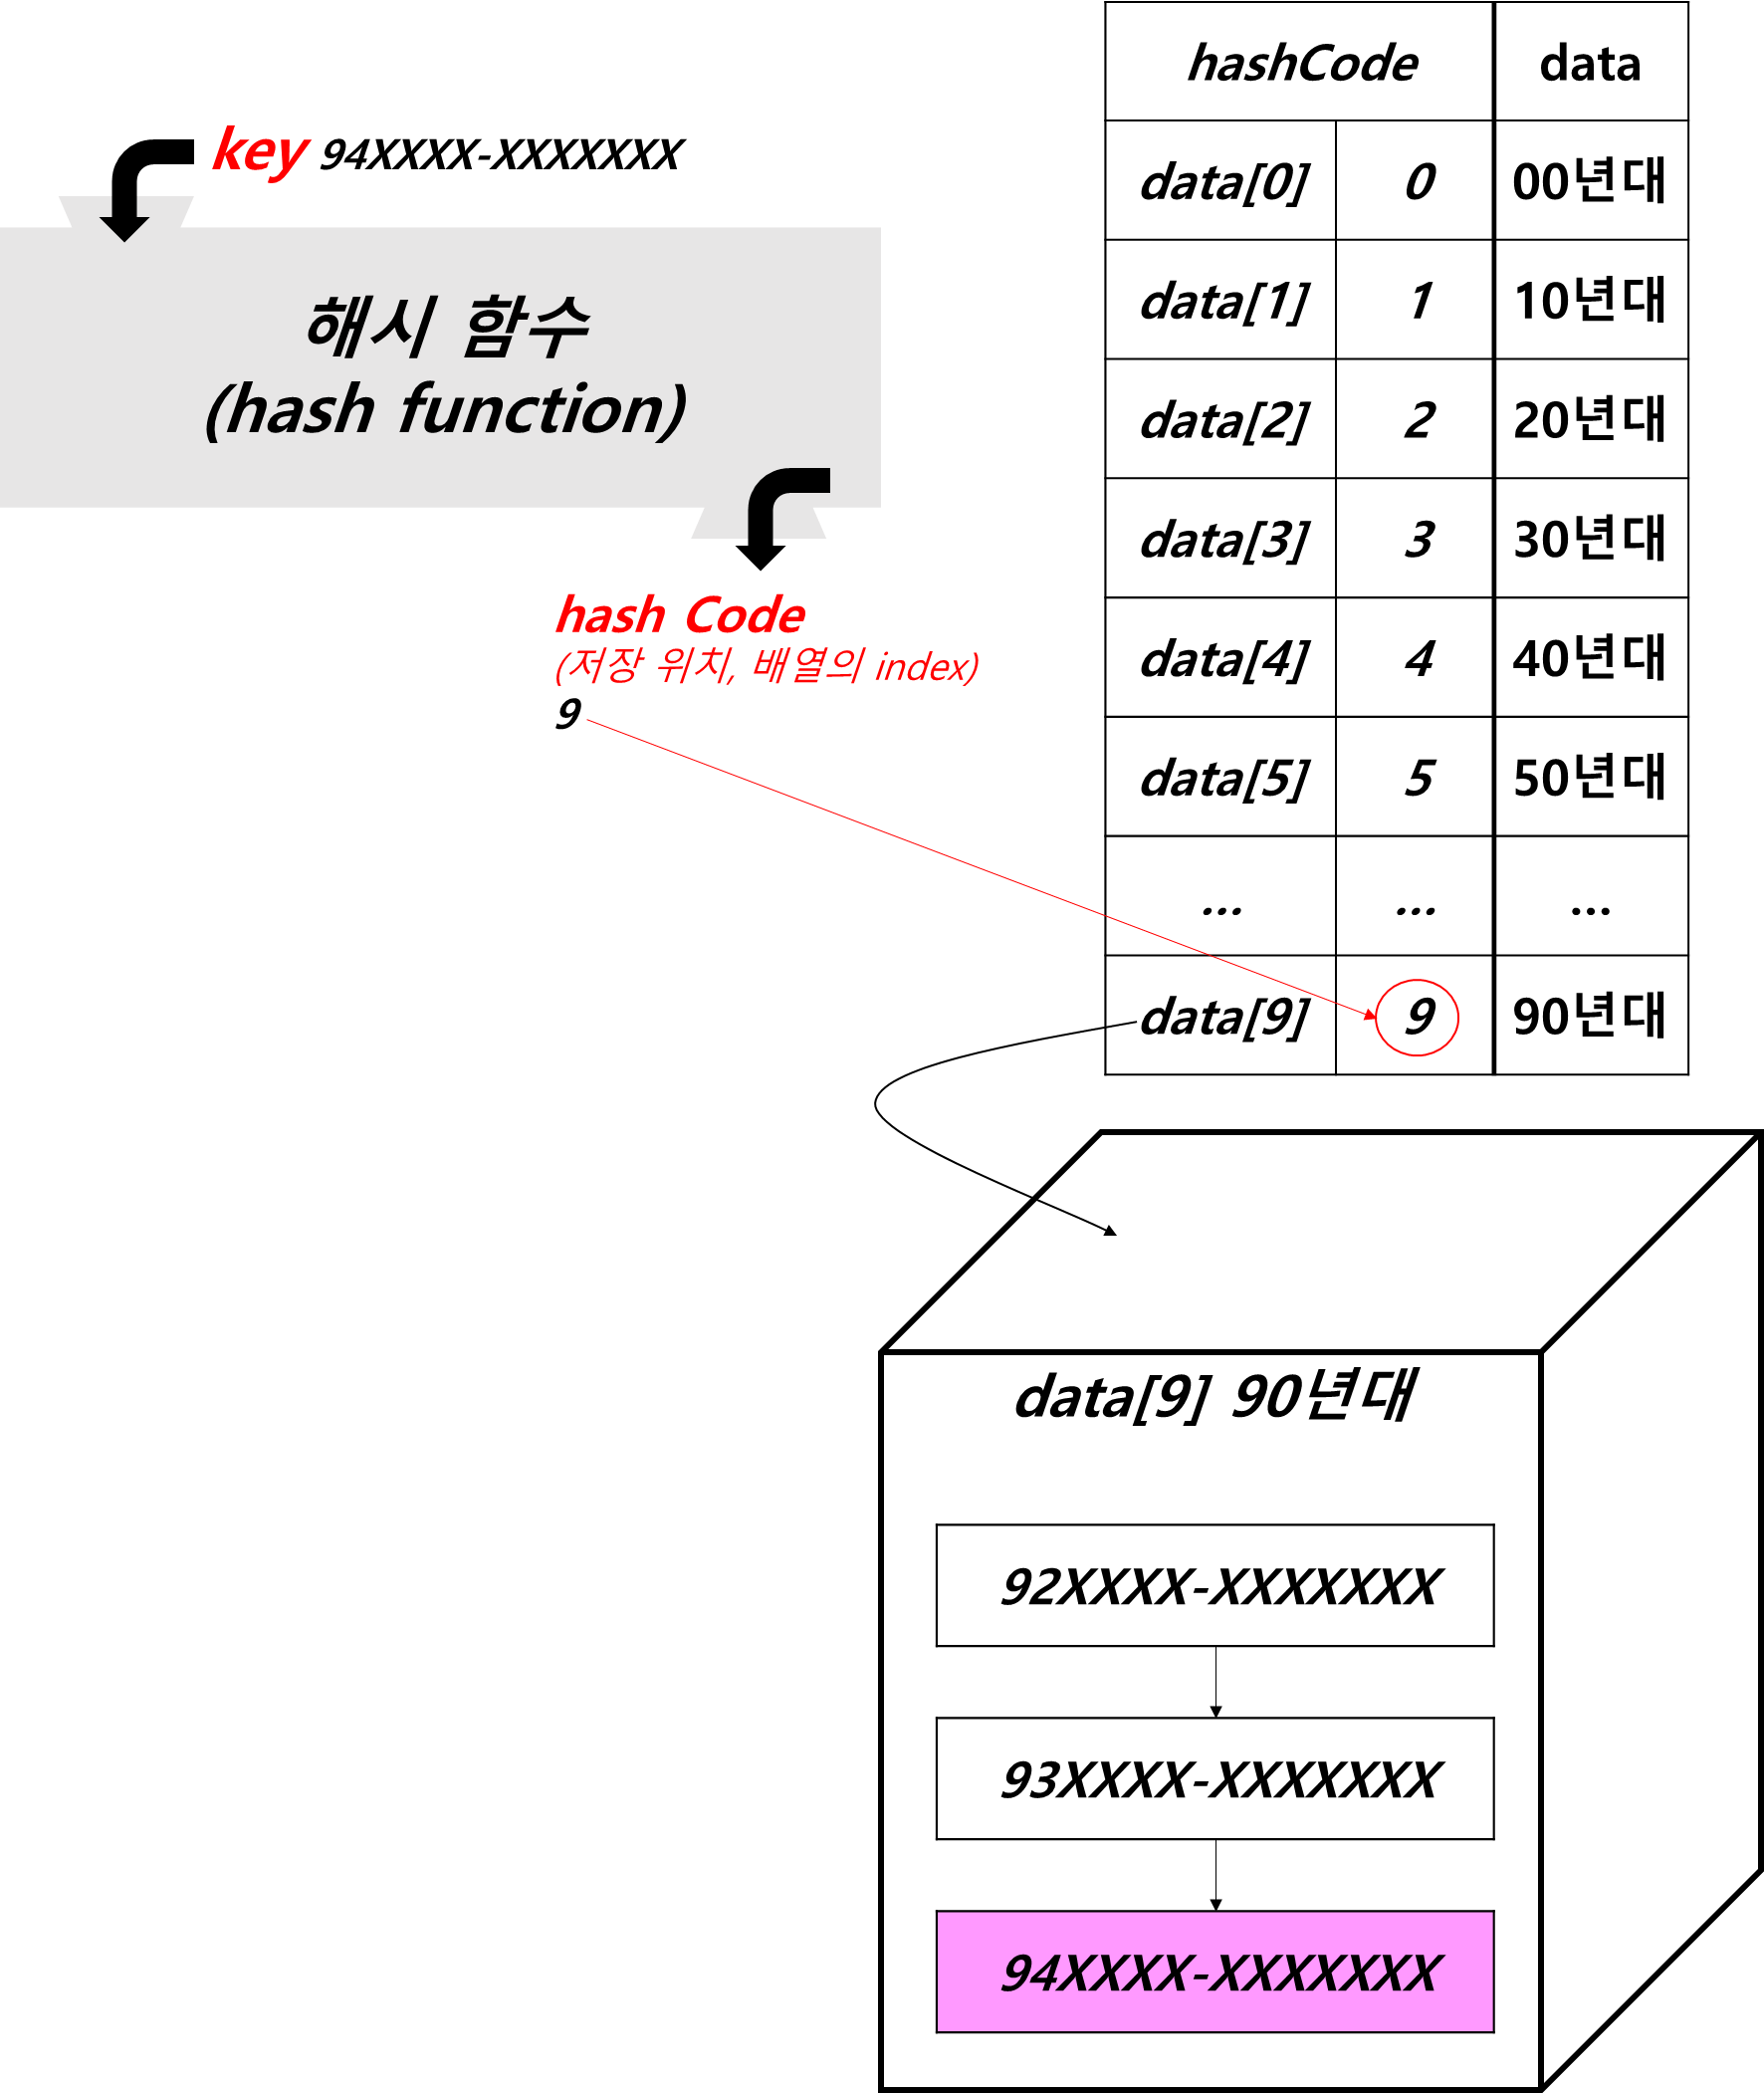 key 94XXXX-XXXXXXX
해시 함수
(hash function)
hash Code
(저장 위치, 배열의 index)
9
hashCode data
data[0] 0 00년대
data[1] 1 10년대
data[2] 2 20년대
data[3] 3 30년대
data[4] 4 40년대
data[5] 5 50년대
... ... ...
data[9] 9 90년대
data[9] 90년대
92XXXX-XXXXXXX
93XXXX-XXXXXXX
94XXXX-XXXXXXX